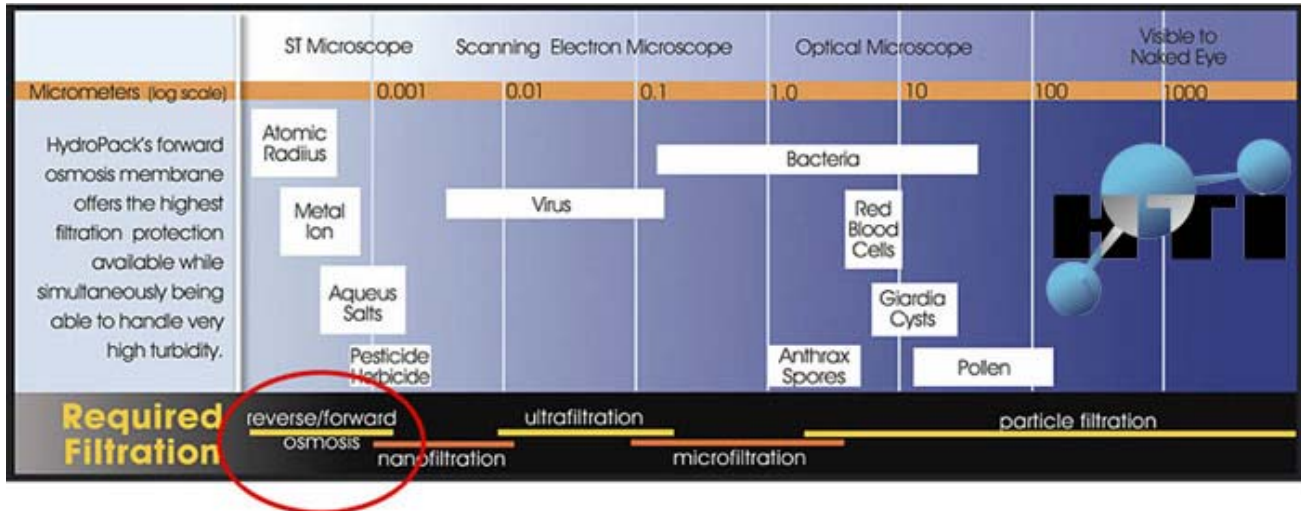 ST Microscope
Scanning Electron Microscope
Optical Microscope
Visible to
Naked Eye
Micrometers (log scale)
0.001
0.01
0.1
1.0
10
100
1000
HydroPack's forward
osmosis membrane
offers the highest
filtration protection
available while
simultaneously being
able to handle very
high turbidity.
Atomic
Radiius
Metal
Ion
Aqueus
Salts
Pesticide
Herbicide
Virus
Bacteria
Red
Blood
Cells
Giardia
Cysts
Anthrax
Spores
Pollen
HTI
Required
Filtration
reverse/forward
osmosis
nanofiltration
ultrafiltration
microfiltration
particle filtration